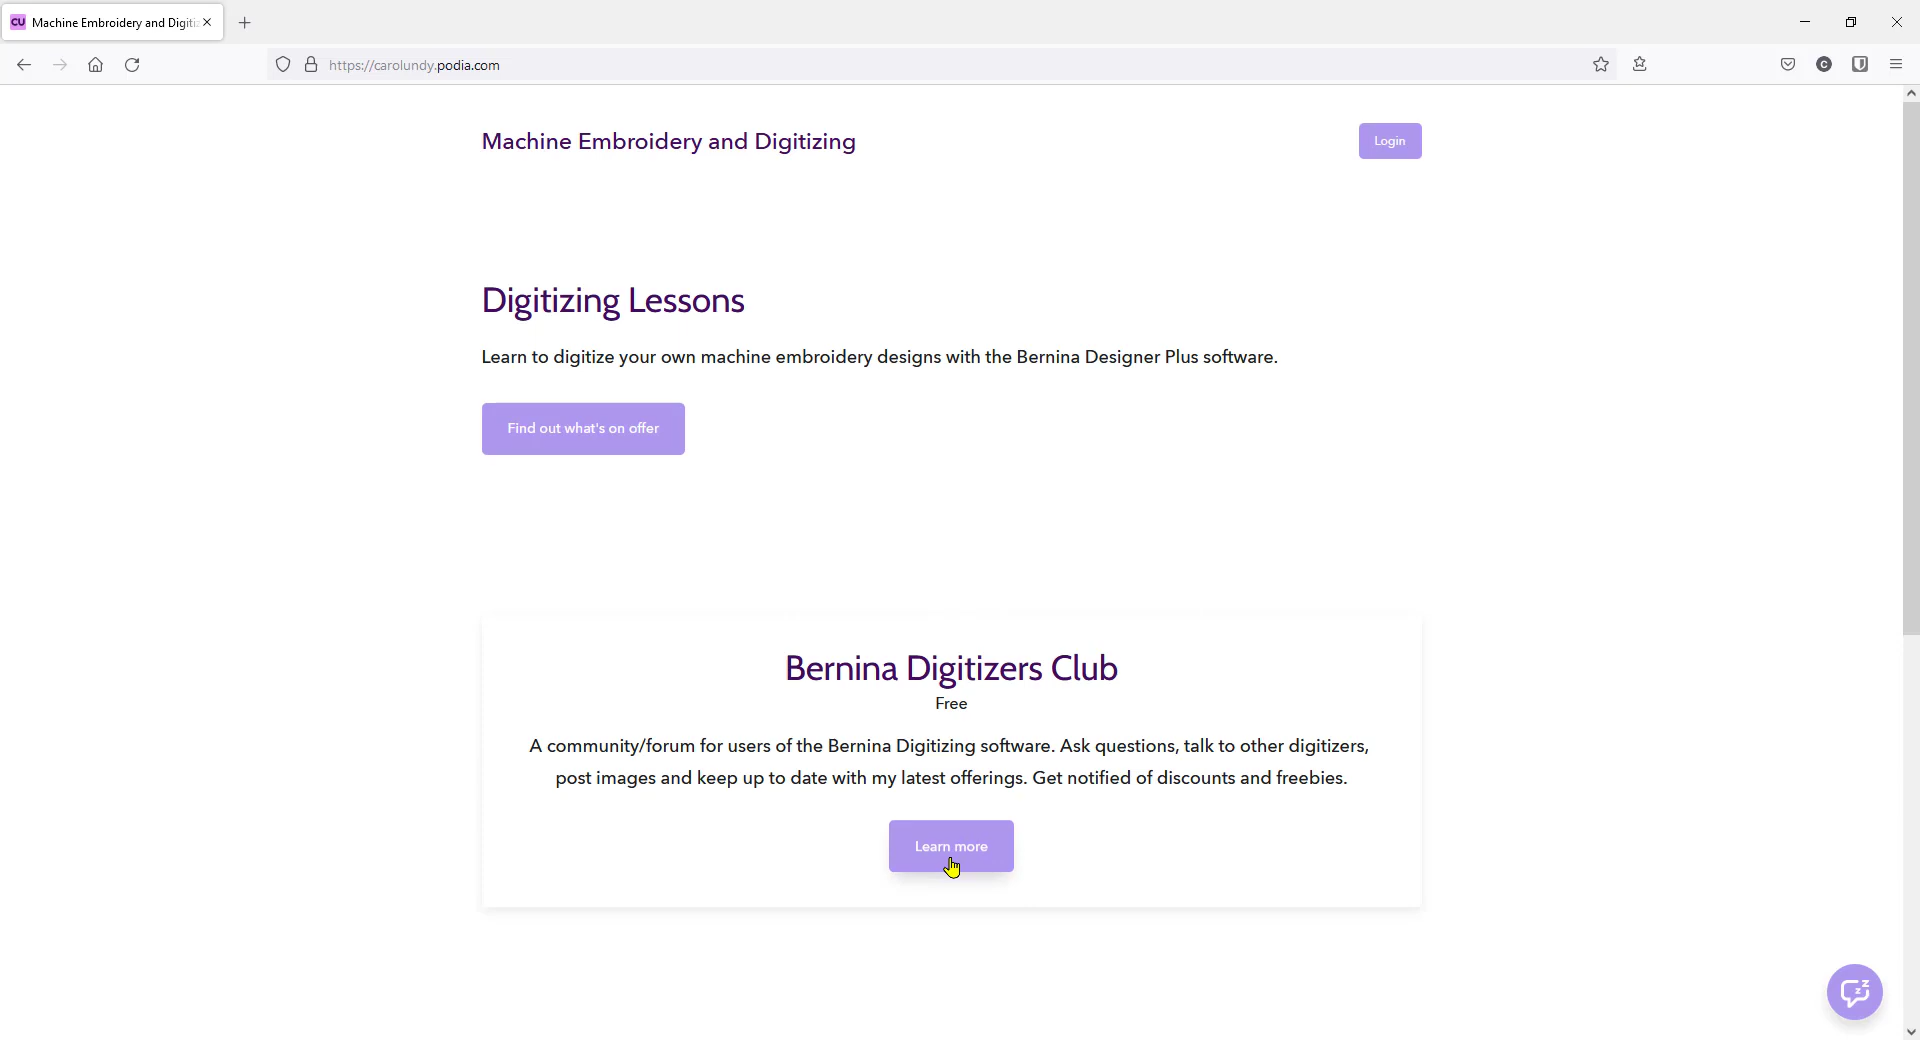 CU Machine Embroidery and Digitiz
https://carolundy.podia.com
C
Machine Embroidery and Digitizing
Login
Digitizing Lessons
Learn to digitize your own machine embroidery designs with the Bernina Designer Plus software.
Find out what's on offer
Bernina Digitizers Club
Free
A community/forum for users of the Bernina Digitizing software. Ask questions, talk to other digitizers,
post images and keep up to date with my latest offerings. Get notified of discounts and freebies.
Learn more
z z